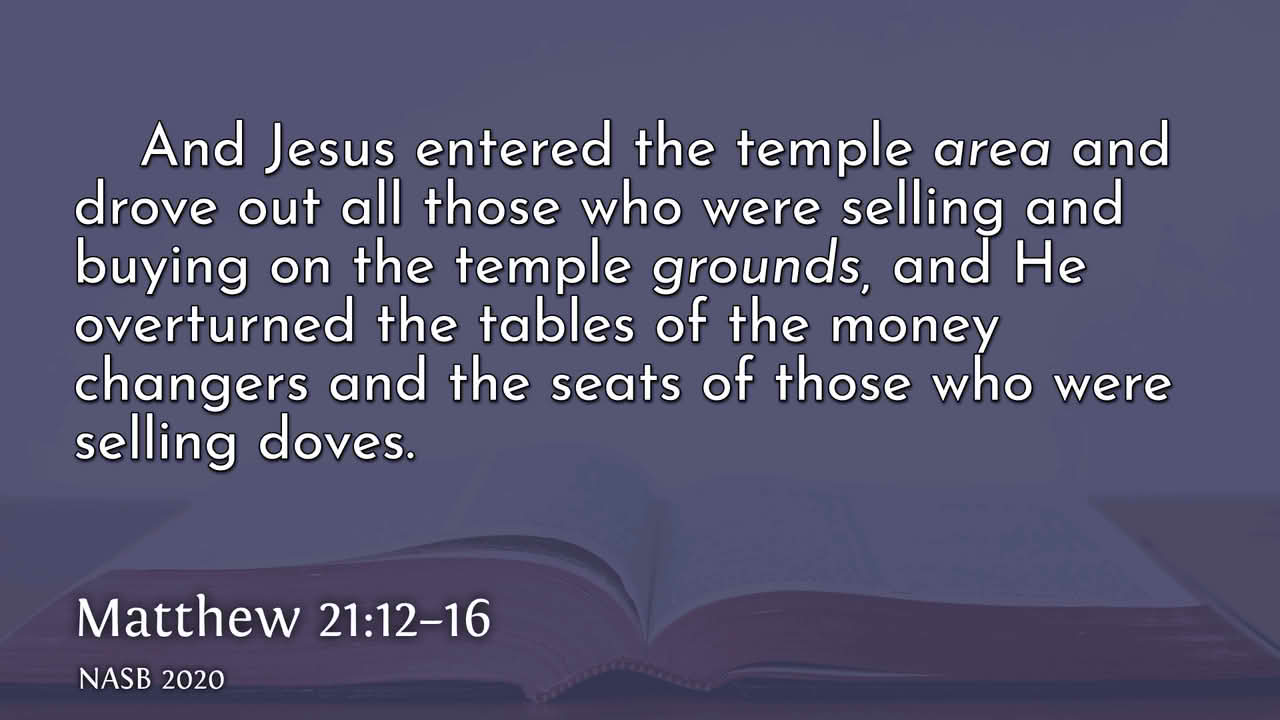 And Jesus entered the temple area and
drove out all those who were selling and
buying on the temple grounds, and He
overturned the tables of the money
changers and the seats of those who were
selling doves.
Matthew 21:12–16
NASB 2020